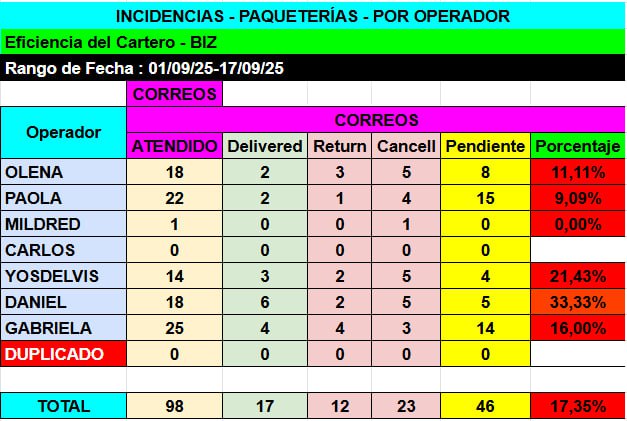 INCIDENCIAS - PAQUETERÍAS - POR OPERADOR
Eficiencia del Cartero - BIZ
Rango de Fecha : 01/09/25-17/09/25
CORREOS
Operador CORREOS
ATENDIDO Delivered Return Cancell Pendiente Porcentaje
OLENA 18 2 3 5 8 11,11%
PAOLA 22 2 1 4 15 9,09%
MILDRED 1 0 0 1 0 0,00%
CARLOS 0 0 0 0 0
YOSDELVIS 14 3 2 5 4 21,43%
DANIEL 18 6 2 5 5 33,33%
GABRIELA 25 4 4 3 14 16,00%
DUPLICADO 0 0 0 0 0
TOTAL 98 17 12 23 46 17,35%